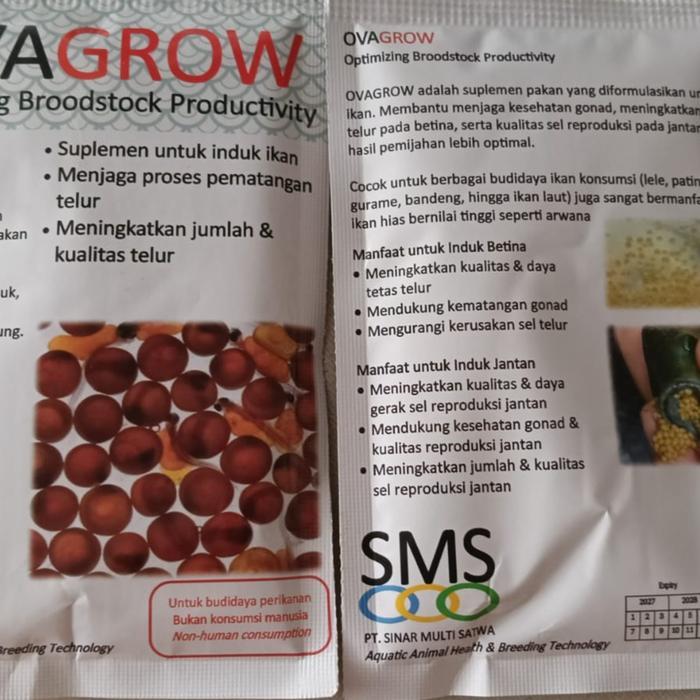 GROW
Broodstock Productivity
• Suplemen untuk induk ikan
• Menjaga proses pematangan
telur
• Meningkatkan jumlah &
kualitas telur
Untuk budidaya perikanan
Bukan konsumsi manusia
Non-human consumption
Breeding Technology
OVAGROW
Optimizing Broodstock Productivity
OVAGROW adalah suplemen pakan yang diformulasikan
ikan. Membantu menjaga kesehatan gonad, meningkatkan
telur pada betina, serta kualitas sel reproduksi pada
hasil pemijahan lebih optimal.
Cocok untuk berbagai budidaya ikan konsumsi (lele,
gurame, bandeng, hingga ikan laut) juga sangat
ikan hias bernilai tinggi seperti arwana
Manfaat untuk Induk Betina
• Meningkatkan kualitas & daya
tetas telur
• Mendukung kematangan gonad
• Mengurangi kerusakan sel telur
Manfaat untuk Induk Jantan
• Meningkatkan kualitas & daya
gerak sel reproduksi jantan
• Mendukung kesehatan gonad &
kualitas reproduksi jantan
• Meningkatkan jumlah & kualitas
sel reproduksi jantan
SMS
PT. SINAR MULTI SATWA
Aquatic Animal Health & Breeding Technology
Expiry
2027 2028
1 2 3 4 5
7 8 9 10 11